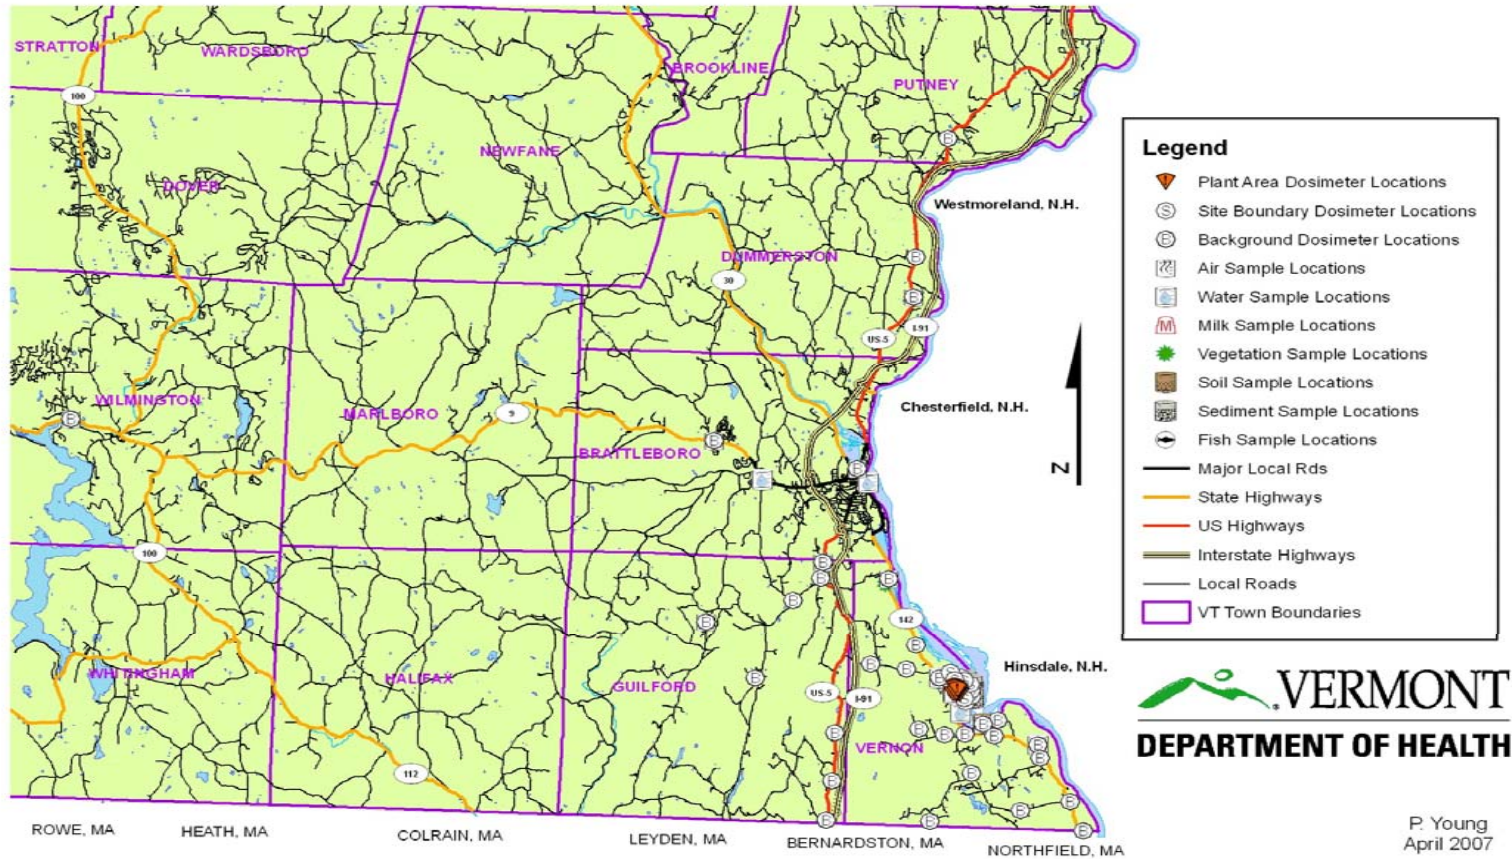 STRATTON
WARDSBORO
BROOKLINE
PUTNEY
100
B
NEWFANE
DOVER
Westmoreland, N.H.
DUMMERSTON
B
30
B
I-91
US-5
WILMINGTON
MARLBORO
9
Chesterfield, N.H.
B
BRATTLEBORO
B
B
100
B
B
B
B
142
B
B
Hinsdale, N.H.
WHITINGHAM
HALIFAX
GUILFORD
B
B
B
B
US-5
I-91
B
B
B
B
B
B
B
B
VERNON
B
B
112
B
B
B
B
B
B
B
ROWE, MA
HEATH, MA
COLRAIN, MA
LEYDEN, MA
BERNARDSTON, MA
NORTHFIELD, MA
N
Legend
Plant Area Dosimeter Locations
S Site Boundary Dosimeter Locations
B Background Dosimeter Locations
Air Sample Locations
Water Sample Locations
M Milk Sample Locations
Vegetation Sample Locations
Soil Sample Locations
Sediment Sample Locations
Fish Sample Locations
Major Local Rds
State Highways
US Highways
Interstate Highways
Local Roads
VT Town Boundaries
VERMONT
DEPARTMENT OF HEALTH
P. Young
April 2007